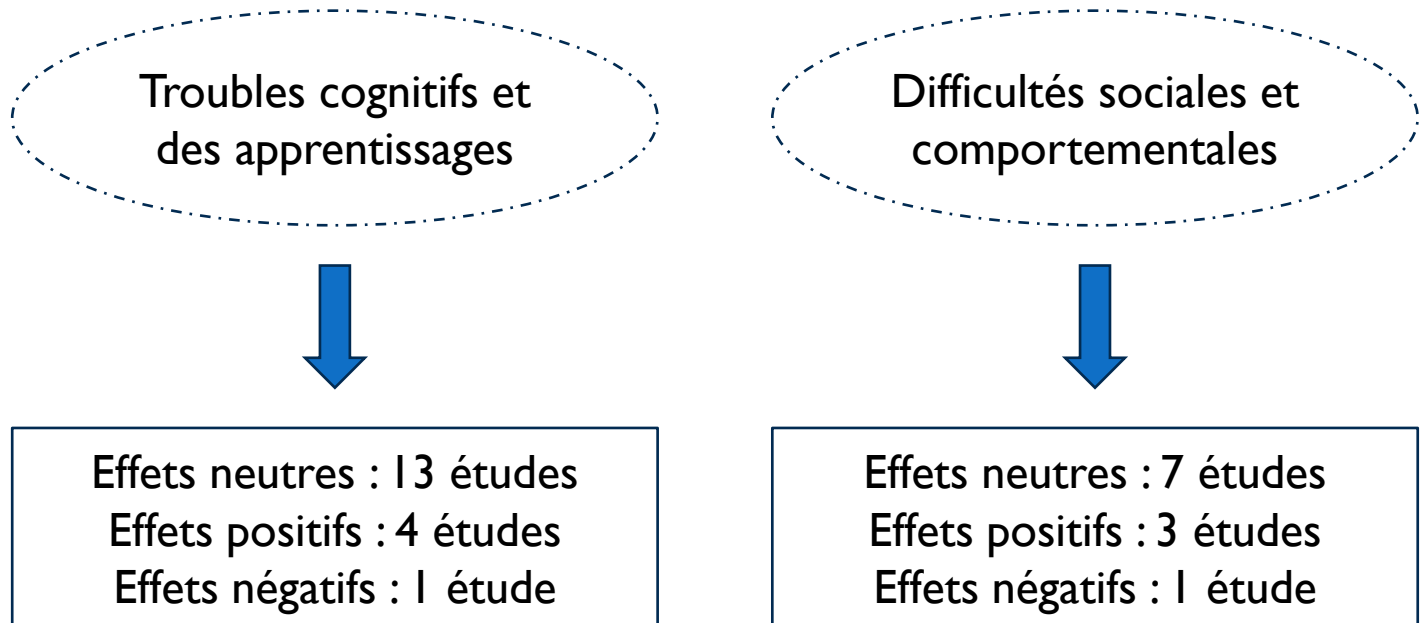 Troubles cognitifs et
des apprentissages
Difficultés sociales et
comportementales
Effets neutres : 13 études
Effets positifs : 4 études
Effets négatifs : 1 étude
Effets neutres : 7 études
Effets positifs : 3 études
Effets négatifs : 1 étude